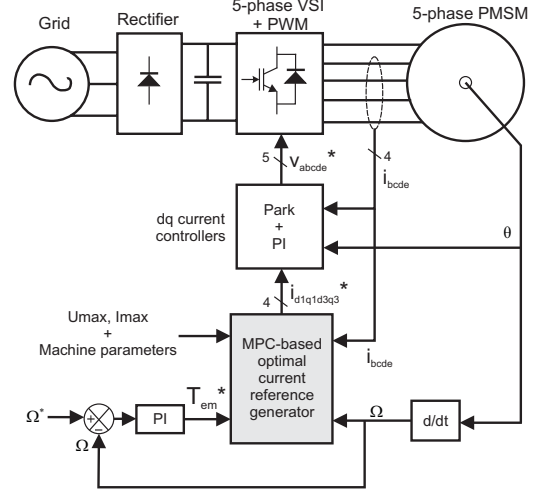 Grid
Rectifier
5-phase VSI
+ PWM
5-phase PMSM
5
v_abcde*
4
i_bcde
dq current
controllers
Park
+
PI
θ
4
i_d1q1d3q3*
Umax, Imax
+
Machine parameters
MPC-based
optimal
current
reference
generator
i_bcde
Ω*
+
−
PI
T_em*
Ω
d/dt
Ω